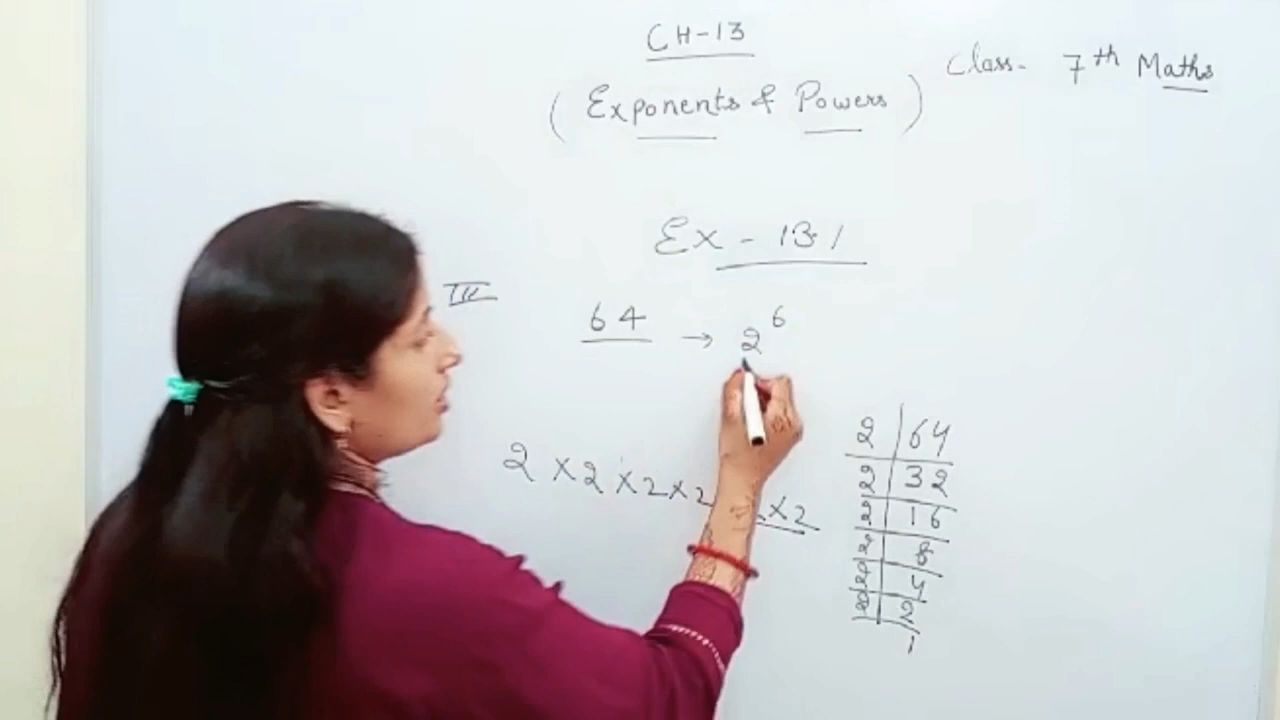 CH-13
(Exponents & Powers)
Class- 7th Maths
Ex - 13.1
III
64 → 2⁶
2 X 2 X 2 X 2 X 2
2 | 64
2 | 32
2 | 16
2 | 8
2 | 4
2 | 2
1